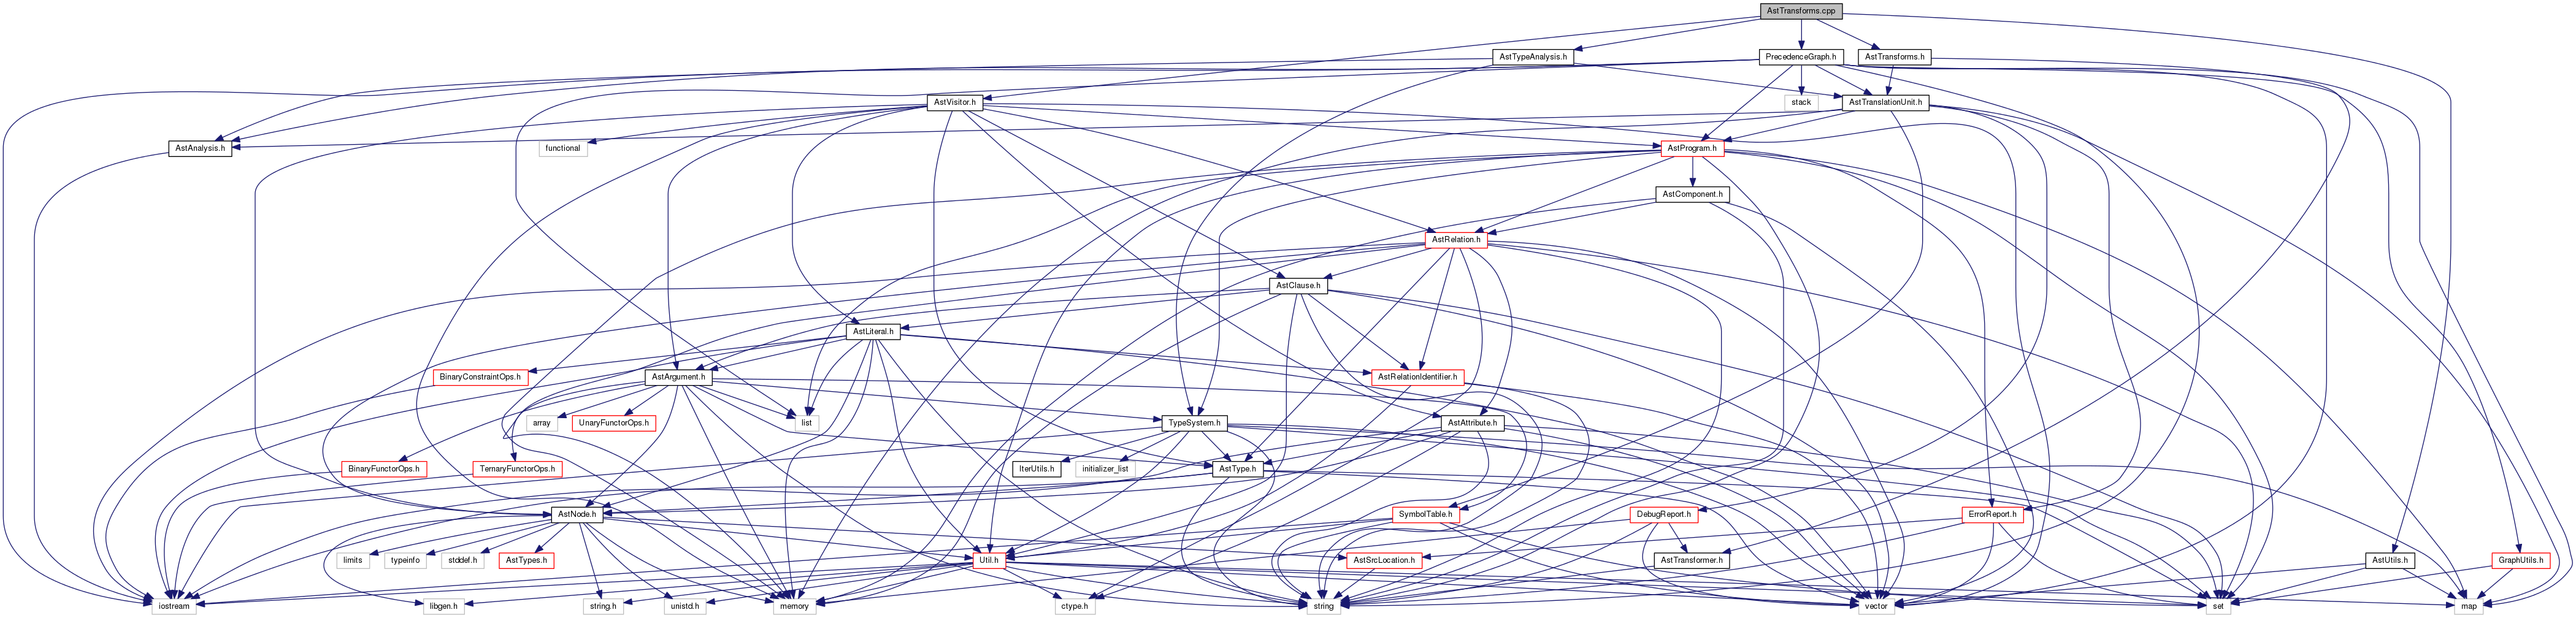 AstTransforms.cpp
AstTypeAnalysis.h
PrecedenceGraph.h
AstTransforms.h
AstVisitor.h
stack
AstTranslationUnit.h
AstAnalysis.h
functional
AstProgram.h
AstComponent.h
AstRelation.h
AstClause.h
AstLiteral.h
BinaryConstraintOps.h
AstArgument.h
AstRelationIdentifier.h
array
UnaryFunctorOps.h
list
TypeSystem.h
AstAttribute.h
BinaryFunctorOps.h
TernaryFunctorOps.h
IterUtils.h
initializer_list
AstType.h
AstNode.h
SymbolTable.h
DebugReport.h
ErrorReport.h
limits
typeinfo
stddef.h
AstTypes.h
Util.h
AstSrcLocation.h
AstTransformer.h
AstUtils.h
GraphUtils.h
iostream
libgen.h
string.h
unistd.h
memory
ctype.h
string
vector
set
map